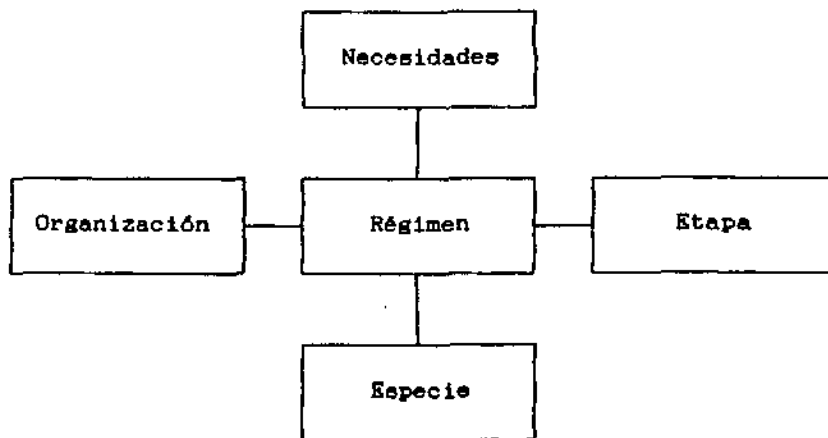 Necesidades
Organización
Régimen
Etapa
Especie